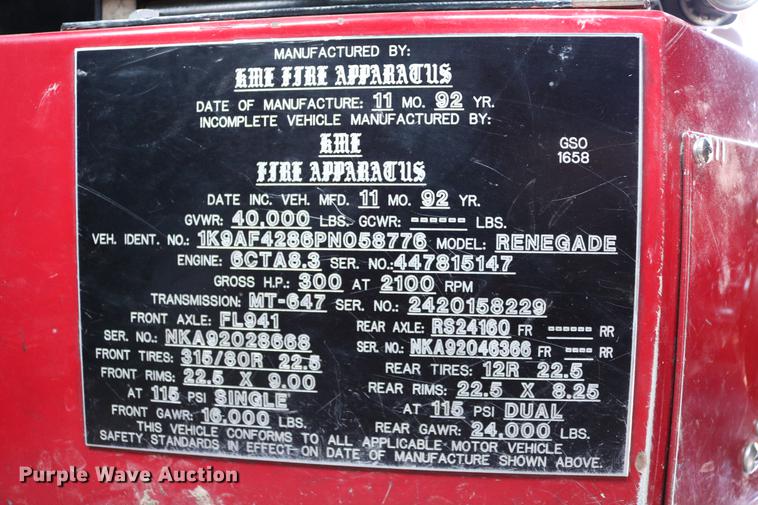 MANUFACTURED BY:
KME FIRE APPARATUS
DATE OF MANUFACTURE: 11 MO. 92 YR.
INCOMPLETE VEHICLE MANUFACTURED BY:
KME
FIRE APPARATUS
GSO
1658
DATE INC. VEH. MFD. 11 MO. 92 YR.
GVWR: 40,000 LBS. GCWR: ------ LBS.
VEH. IDENT. NO.: 1K9AF4286PN058776 MODEL: RENEGADE
ENGINE: 6CTA8.3 SER. NO.: 447815147
GROSS H.P.: 300 AT 2100 RPM
TRANSMISSION: MT-647 SER. NO.: 2420158229
FRONT AXLE: FL941 REAR AXLE: RS24160 FR ------ RR
SER. NO.: NKA92028668 SER. NO.: NKA92046366 FR ---- RR
FRONT TIRES: 315/80R 22.5 REAR TIRES: 12R 22.5
FRONT RIMS: 22.5 X 9.00 REAR RIMS: 22.5 X 8.25
AT 115 PSI SINGLE AT 115 PSI DUAL
FRONT GAWR: 16,000 LBS. REAR GAWR: 24,000 LBS.
THIS VEHICLE CONFORMS TO ALL APPLICABLE MOTOR VEHICLE
SAFETY STANDARDS IN EFFECT ON DATE OF MANUFACTURE SHOWN ABOVE.
Purple Wave Auction